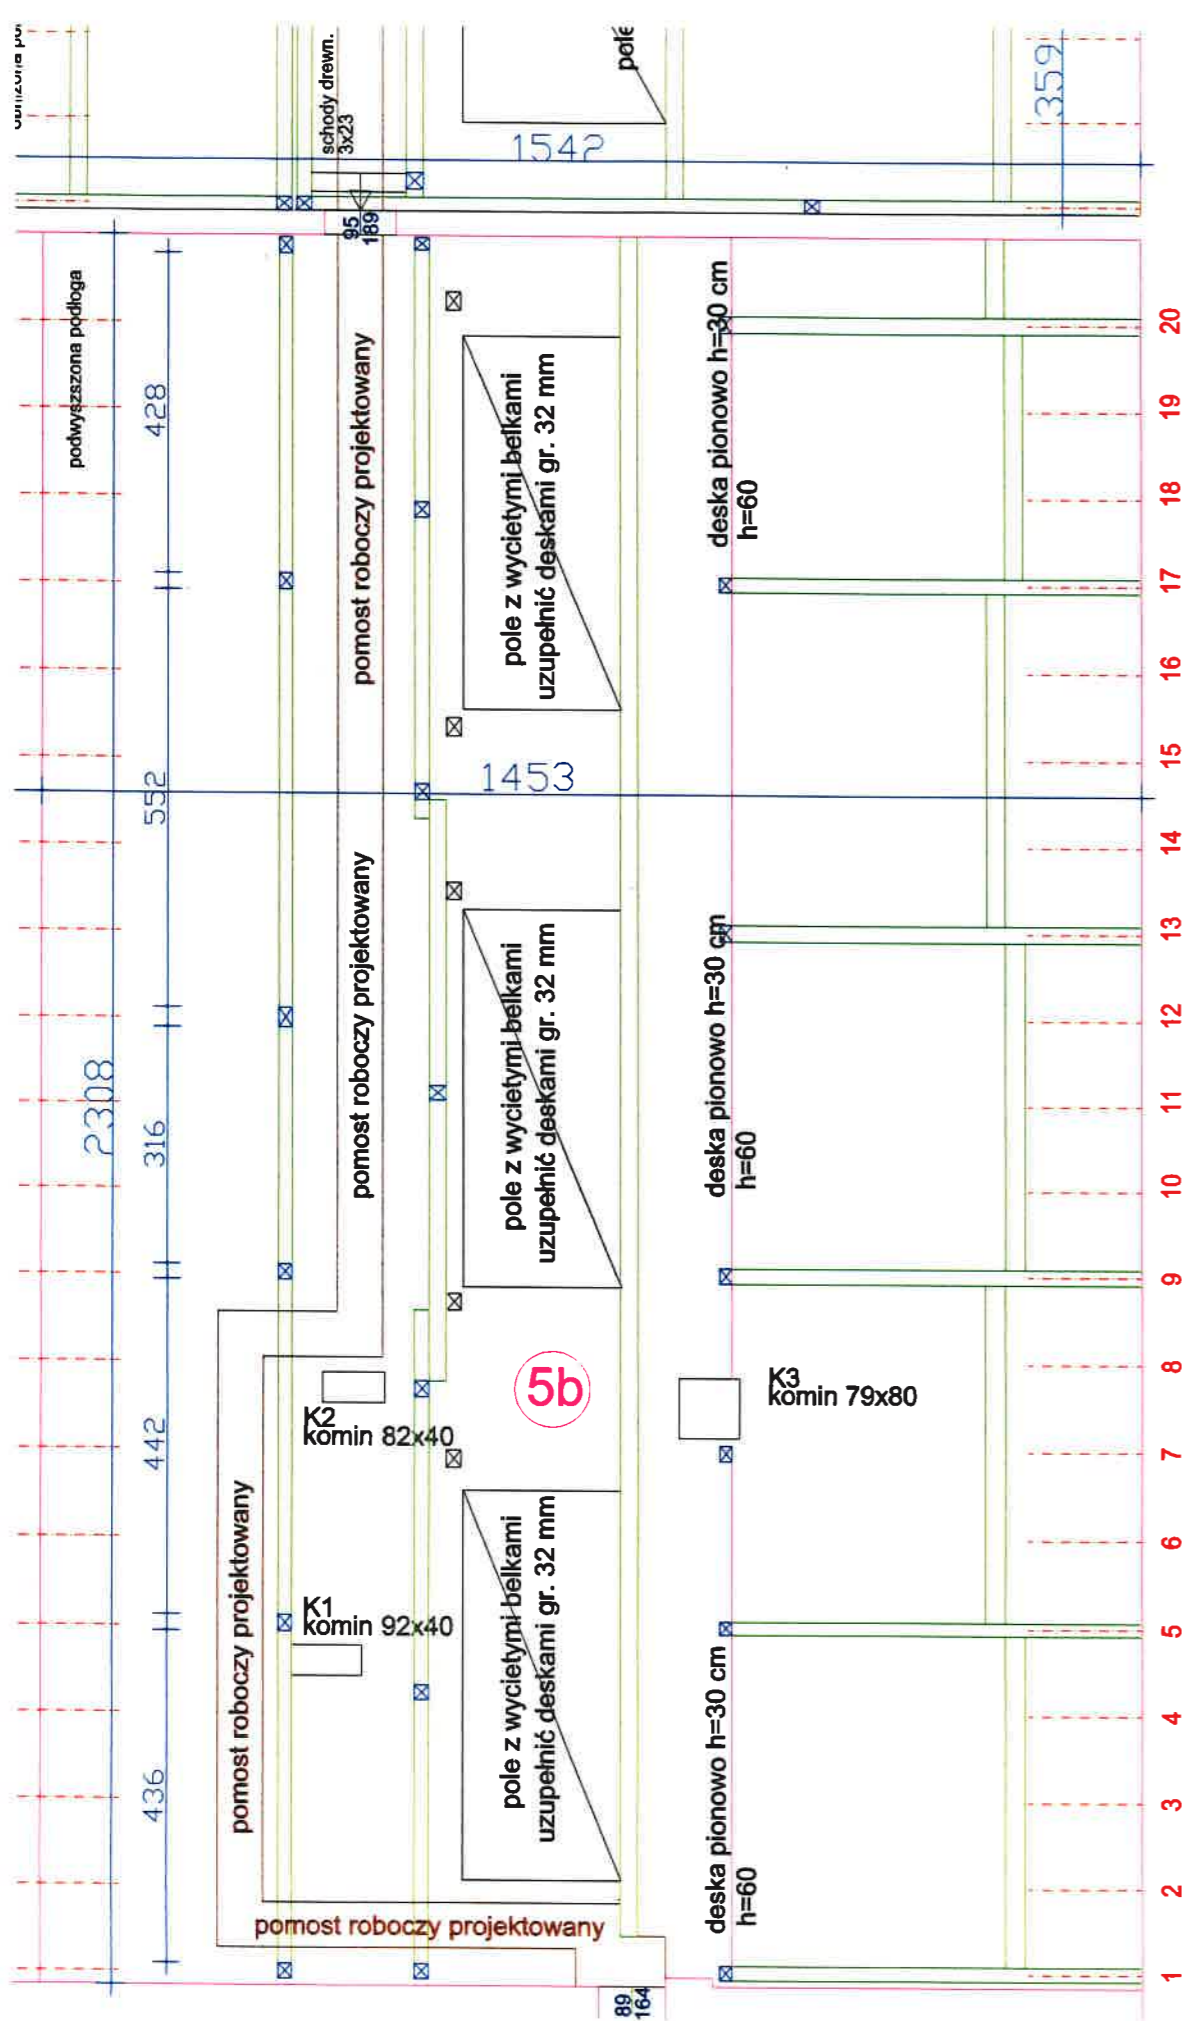 schody drewn.
3x23
pole
1542
359
95
189
podwyszszona podłoga
428
pomost roboczy projektowany
pole z wycietymi belkami
uzupełnić deskami gr. 32 mm
deska pionowo h=30 cm
h=60
20
19
18
17
16
15
552
1453
14
13
2308
316
pomost roboczy projektowany
pole z wycietymi belkami
uzupełnić deskami gr. 32 mm
deska pionowo h=30 cm
h=60
12
11
10
9
8
5b
K3
komin 79x80
K2
komin 82x40
442
7
6
5
K1
komin 92x40
pomost roboczy projektowany
pole z wycietymi belkami
uzupełnić deskami gr. 32 mm
deska pionowo h=30 cm
h=60
436
4
3
2
1
pomost roboczy projektowany
89
164